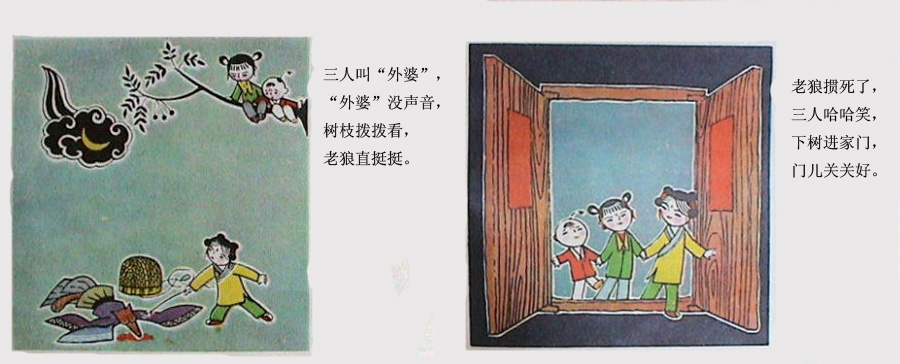 三人叫“外婆”，
“外婆”没声音，
树枝拨拨看，
老狼直挺挺。
老狼掼死了，
三人哈哈笑，
下树进家门，
门儿关关好。